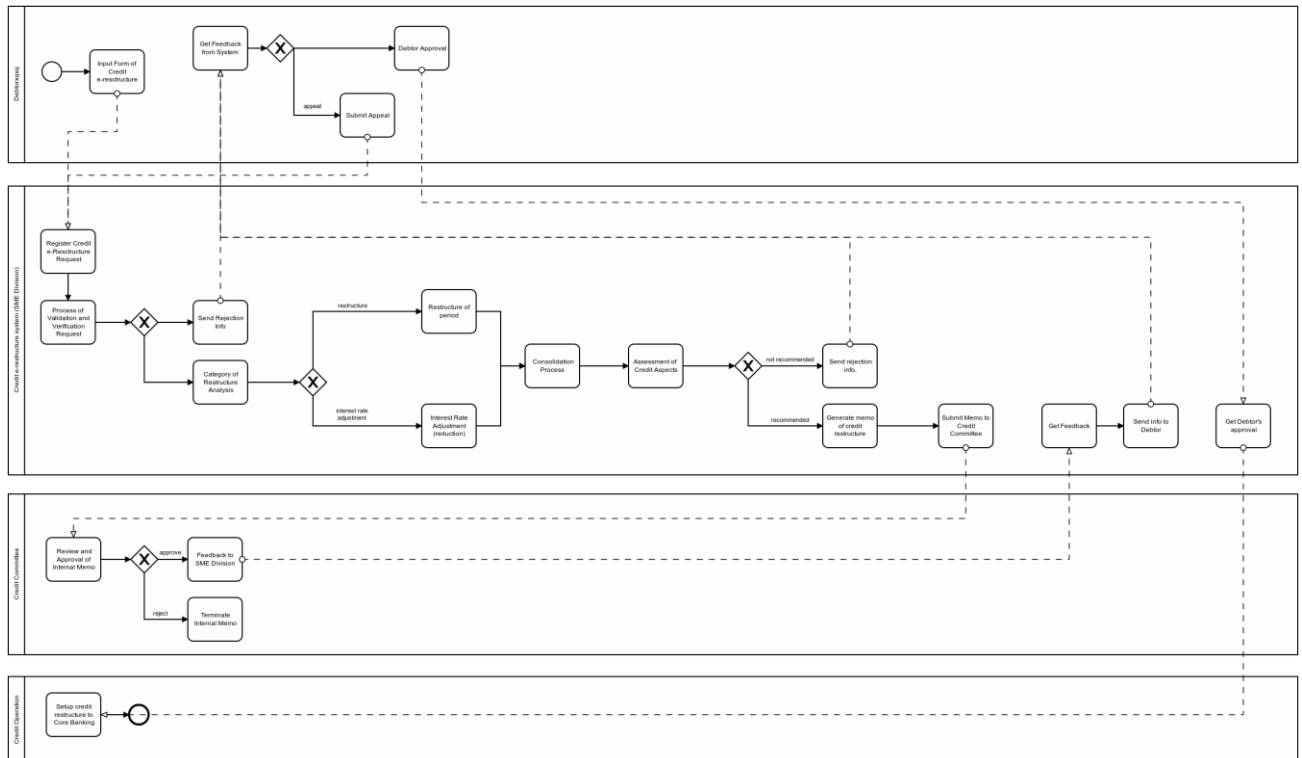 Debtorxqxq
Input Form of
Credit
e-resctructure
Get Feedback
from System
Debtor Approval
appeal
Submit Appeal
Credit e-restructure system (SME Division)
Register Credit
e-Resctructure
Request
Process of
Validation and
Verification
Request
X
Send Rejection
Info
Category of
Restructure
Analysis
X
restructure
Restructure of
period
interest rate
adjustment
Interest Rate
Adjustment
(reduction)
Consolidation
Process
Assessment of
Credit Aspects
X
not recommended
Send rejection
info.
recommended
Generate memo
of credit
restructure
Submit Memo to
Credit
Committee
Get Feedback
Send info to
Debtor
Get Debtor's
approval
Credit Committee
Review and
Approval of
Internal Memo
X
approve
Feedback to
SME Division
reject
Terminate
Internal Memo
Credit Operation
Setup credit
restructure to
Core Banking